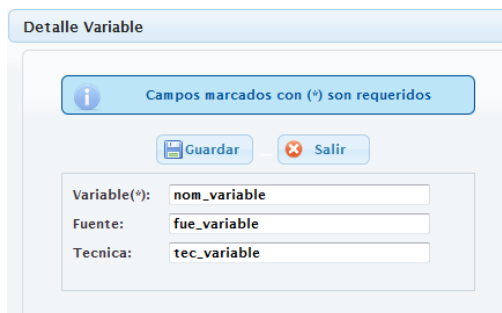 Detalle Variable
Campos marcados con (*) son requeridos
Guardar
Salir
Variable(*): nom_variable
Fuente: fue_variable
Tecnica: tec_variable